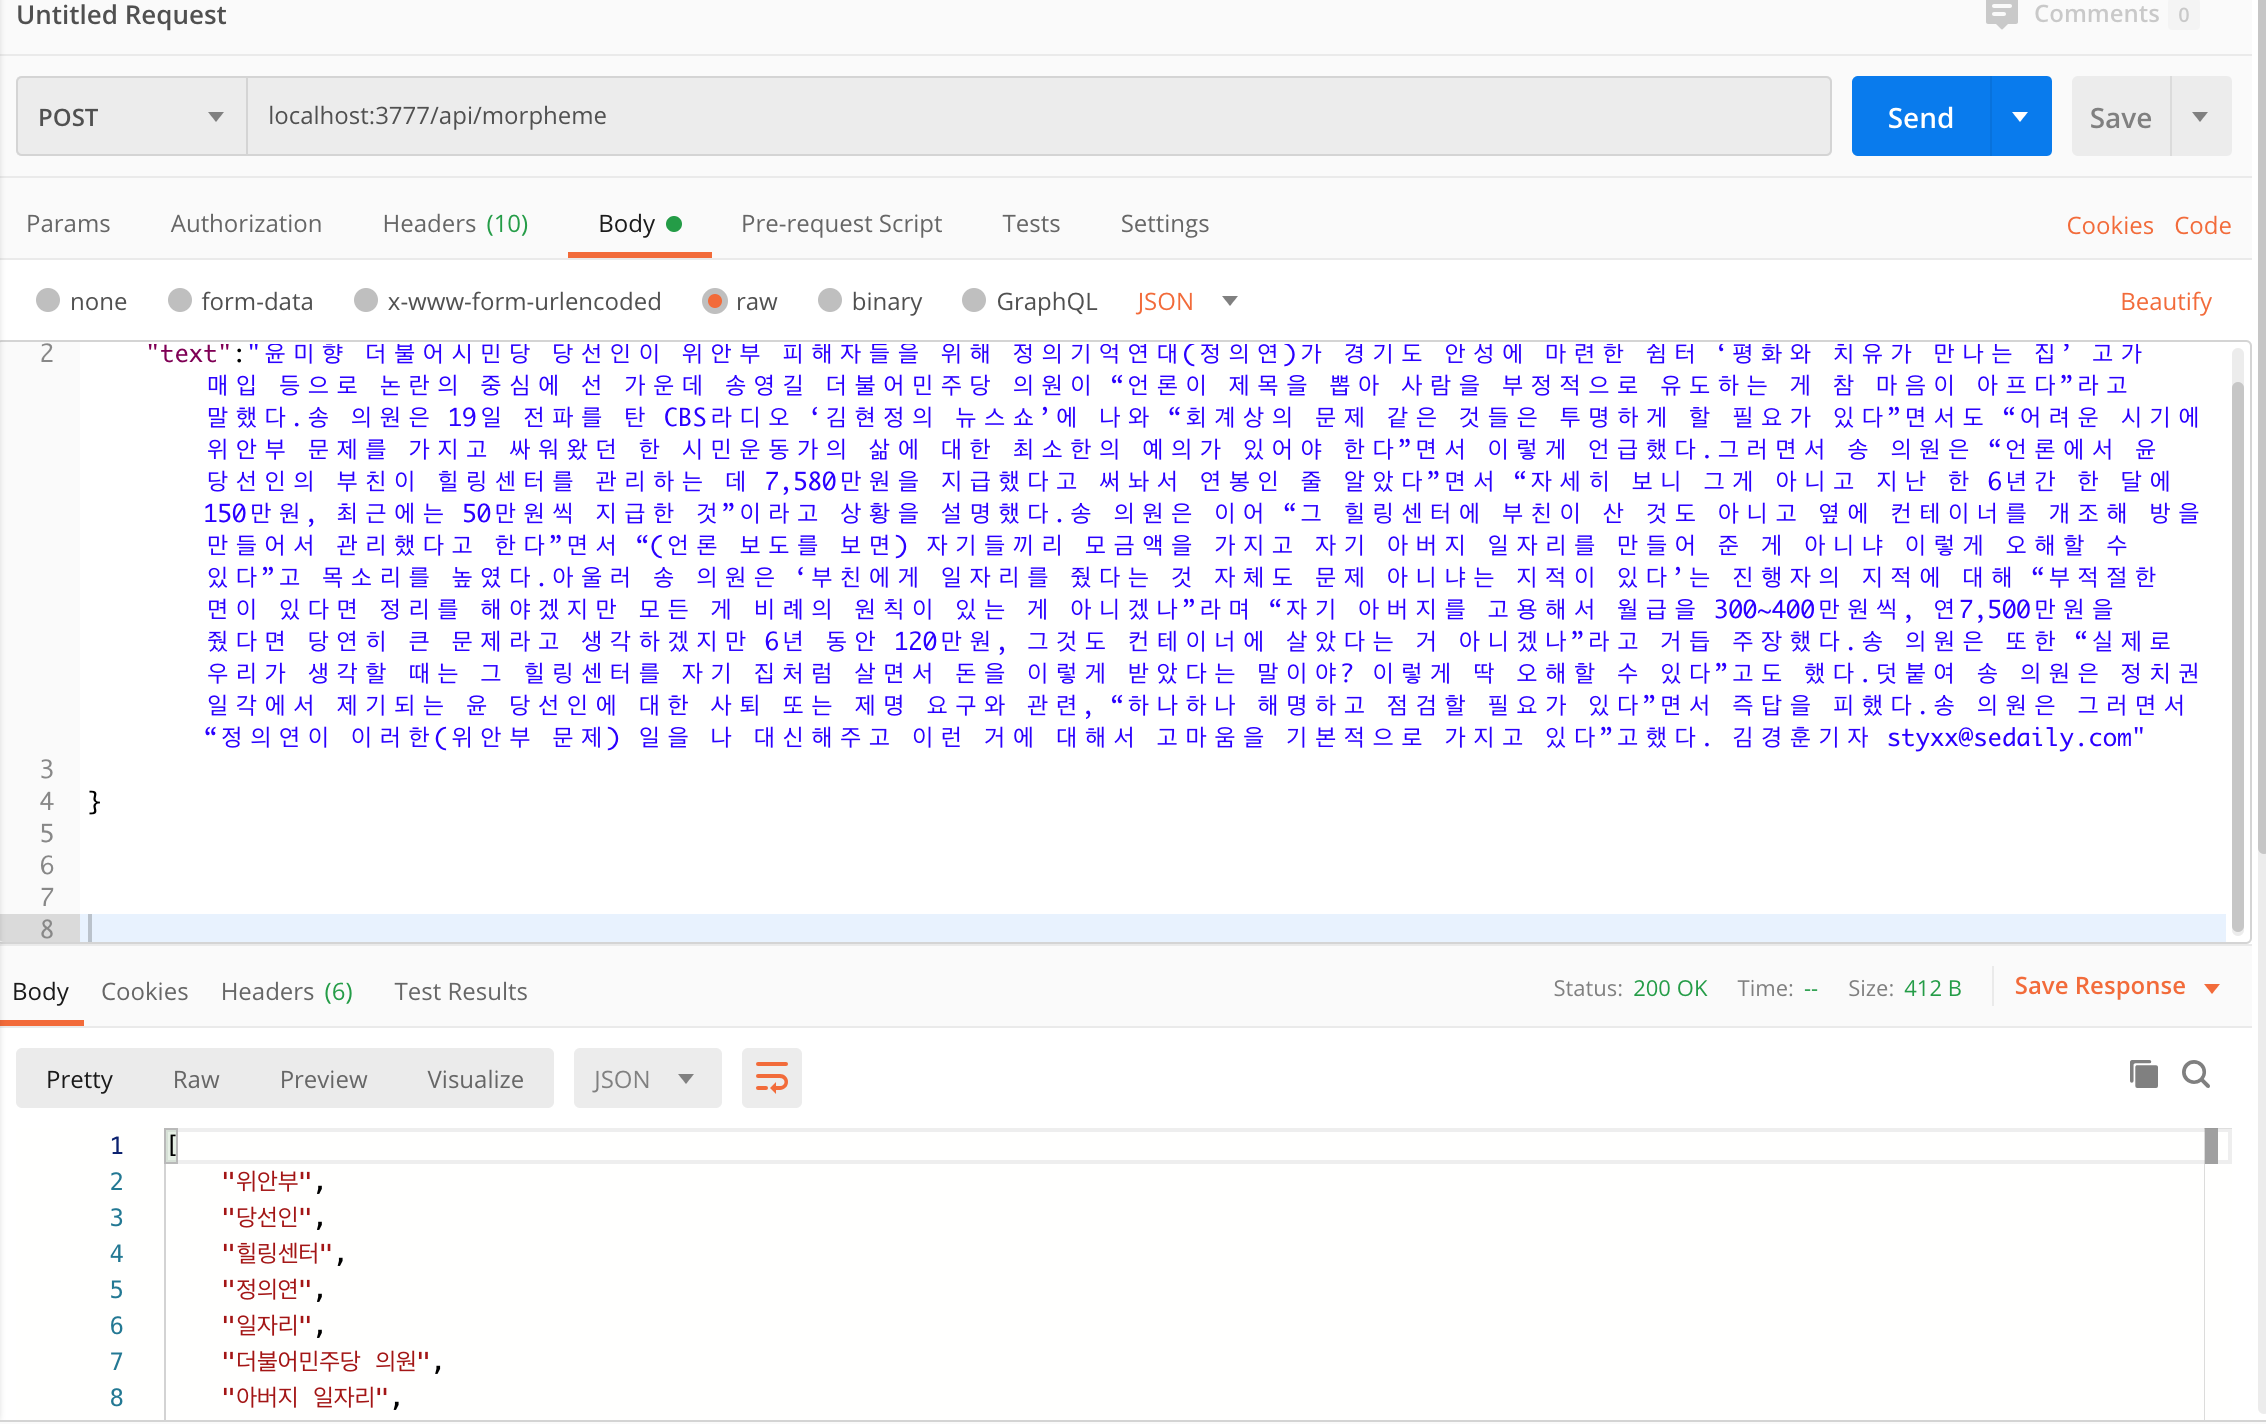 Untitled Request
Comments 0
POST
localhost:3777/api/morpheme
Send
Save
Params Authorization Headers (10) Body Pre-request Script Tests Settings Cookies Code
none form-data x-www-form-urlencoded raw binary GraphQL JSON Beautify
2 "text":"윤미향 더불어시민당 당선인이 위안부 피해자들을 위해 정의기억연대(정의연)가 경기도 안성에 마련한 쉼터 ‘평화와 치유가 만나는 집’ 고가
매입 등으로 논란의 중심에 선 가운데 송영길 더불어민주당 의원이 “언론이 제목을 뽑아 사람을 부정적으로 유도하는 게 참 마음이 아프다”라고
말했다.송 의원은 19일 전파를 탄 CBS라디오 ‘김현정의 뉴스쇼’에 나와 “회계상의 문제 같은 것들은 투명하게 할 필요가 있다”면서도 “어려운 시기에
위안부 문제를 가지고 싸워왔던 한 시민운동가의 삶에 대한 최소한의 예의가 있어야 한다”면서 이렇게 언급했다.그러면서 송 의원은 “언론에서 윤
당선인의 부친이 힐링센터를 관리하는 데 7,580만원을 지급했다고 써놔서 연봉인 줄 알았다”면서 “자세히 보니 그게 아니고 지난 한 6년간 한 달에
150만원, 최근에는 50만원씩 지급한 것”이라고 상황을 설명했다.송 의원은 이어 “그 힐링센터에 부친이 산 것도 아니고 옆에 컨테이너를 개조해 방을
만들어서 관리했다고 한다”면서 “(언론 보도를 보면) 자기들끼리 모금액을 가지고 자기 아버지 일자리를 만들어 준 게 아니냐 이렇게 오해할 수
있다”고 목소리를 높였다.아울러 송 의원은 ‘부친에게 일자리를 줬다는 것 자체도 문제 아니냐는 지적이 있다’는 진행자의 지적에 대해 “부적절한
면이 있다면 정리를 해야겠지만 모든 게 비례의 원칙이 있는 게 아니겠나”라며 “자기 아버지를 고용해서 월급을 300~400만원씩, 연7,500만원을
줬다면 당연히 큰 문제라고 생각하겠지만 6년 동안 120만원, 그것도 컨테이너에 살았다는 거 아니겠나”라고 거듭 주장했다.송 의원은 또한 “실제로
우리가 생각할 때는 그 힐링센터를 자기 집처럼 살면서 돈을 이렇게 받았다는 말이야? 이렇게 딱 오해할 수 있다”고도 했다.덧붙여 송 의원은 정치권
일각에서 제기되는 윤 당선인에 대한 사퇴 또는 제명 요구와 관련, “하나하나 해명하고 점검할 필요가 있다”면서 즉답을 피했다.송 의원은 그러면서
“정의연이 이러한(위안부 문제) 일을 나 대신해주고 이런 거에 대해서 고마움을 기본적으로 가지고 있다”고했다. 김경훈기자 styxx@sedaily.com"
3
4 }
5
6
7
8
Body Cookies Headers (6) Test Results Status: 200 OK Time: -- Size: 412 B Save Response
Pretty Raw Preview Visualize JSON
1 [
2 "위안부",
3 "당선인",
4 "힐링센터",
5 "정의연",
6 "일자리",
7 "더불어민주당 의원",
8 "아버지 일자리",